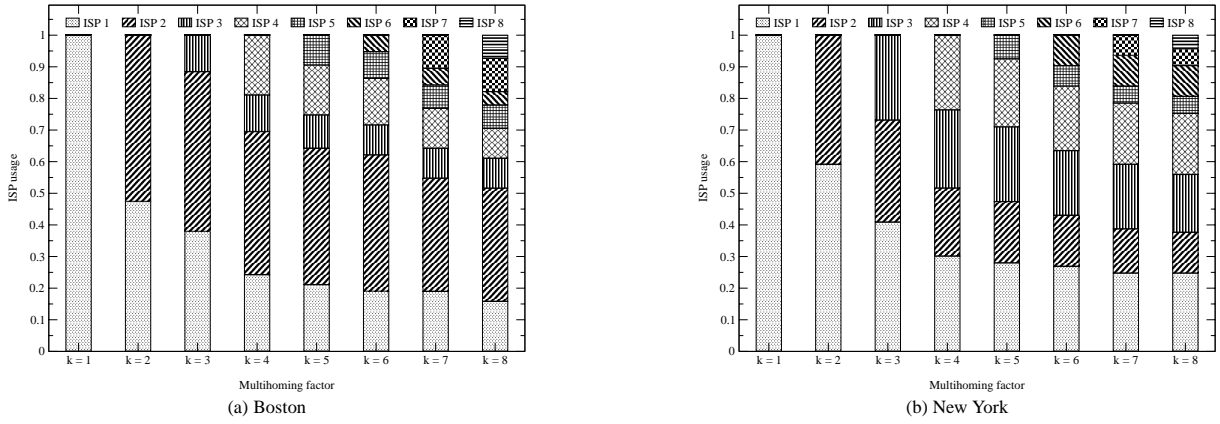 ISP 1 ISP 2 ISP 3 ISP 4 ISP 5 ISP 6 ISP 7 ISP 8
1
0.9
0.8
0.7
0.6
0.5
0.4
0.3
0.2
0.1
0
ISP usage
k = 1 k = 2 k = 3 k = 4 k = 5 k = 6 k = 7 k = 8
Multihoming factor
(a) Boston
ISP 1 ISP 2 ISP 3 ISP 4 ISP 5 ISP 6 ISP 7 ISP 8
1
0.9
0.8
0.7
0.6
0.5
0.4
0.3
0.2
0.1
0
ISP usage
k = 1 k = 2 k = 3 k = 4 k = 5 k = 6 k = 7 k = 8
Multihoming factor
(b) New York